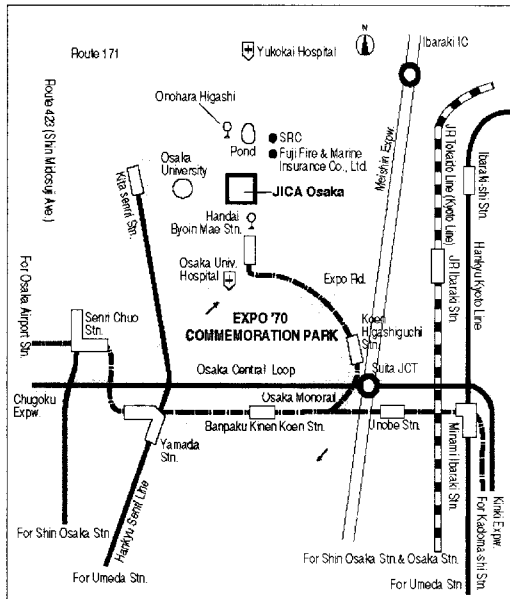 N
Ibaraki IC
Route 171
Yukokai Hospital
Route 423 (Shin Midosuji Ave.)
Onohara Higashi
Pond
SRC
Fuji Fire & Marine
Insurance Co., Ltd.
Osaka
University
JICA Osaka
Meishin Expw.
JR Tokaido Line (Kyoto Line)
Ibaraki-shi Stn.
Kita senri Stn.
Handai
Byoin Mae Stn.
Osaka Univ.
Hospital
Expo Rd.
JR Ibaraki Stn.
Hankyu Kyoto Line
For Osaka Airport Stn.
Senri Chuo
Stn.
EXPO '70
COMMEMORATION PARK
Koen
Higashiguchi
Stn.
Osaka Central Loop
Suita JCT
Chugoku
Expw.
Osaka Monorail
Banpaku Kinen Koen Stn.
Unobe Stn.
Yamada
Stn.
Minami Ibaraki Stn.
For Shin Osaka Stn.
Hankyu Senri Line
For Umeda Stn.
For Shin Osaka Stn. & Osaka Stn.
For Umeda Stn.
For Kadoma-shi Stn.
Kinki Expw.